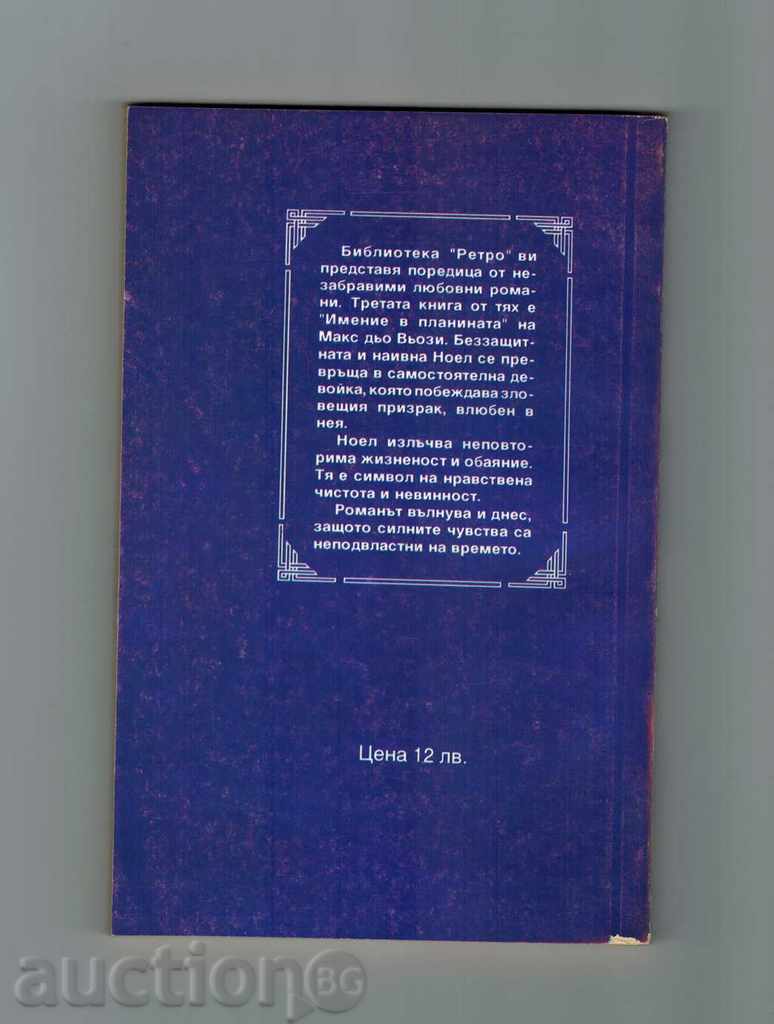 Библиотека "Ретро" ви
представя поредица от не-
забравими любовни рома-
ни. Третата книга от тях е
"Имение в планината" на
Макс дьо Вьози. Беззащит-
ната и наивна Ноел се пре-
връща в самостоятелна де-
войка, която побеждава зло-
вещия призрак, влюбен в
нея.
Ноел излъчва неповто-
рима жизненост и обаяние.
Тя е символ на нравствена
чистота и невинност.
Романът вълнува и днес,
защото силните чувства са
неподвластни на времето.
Цена 12 лв.
auctionBG